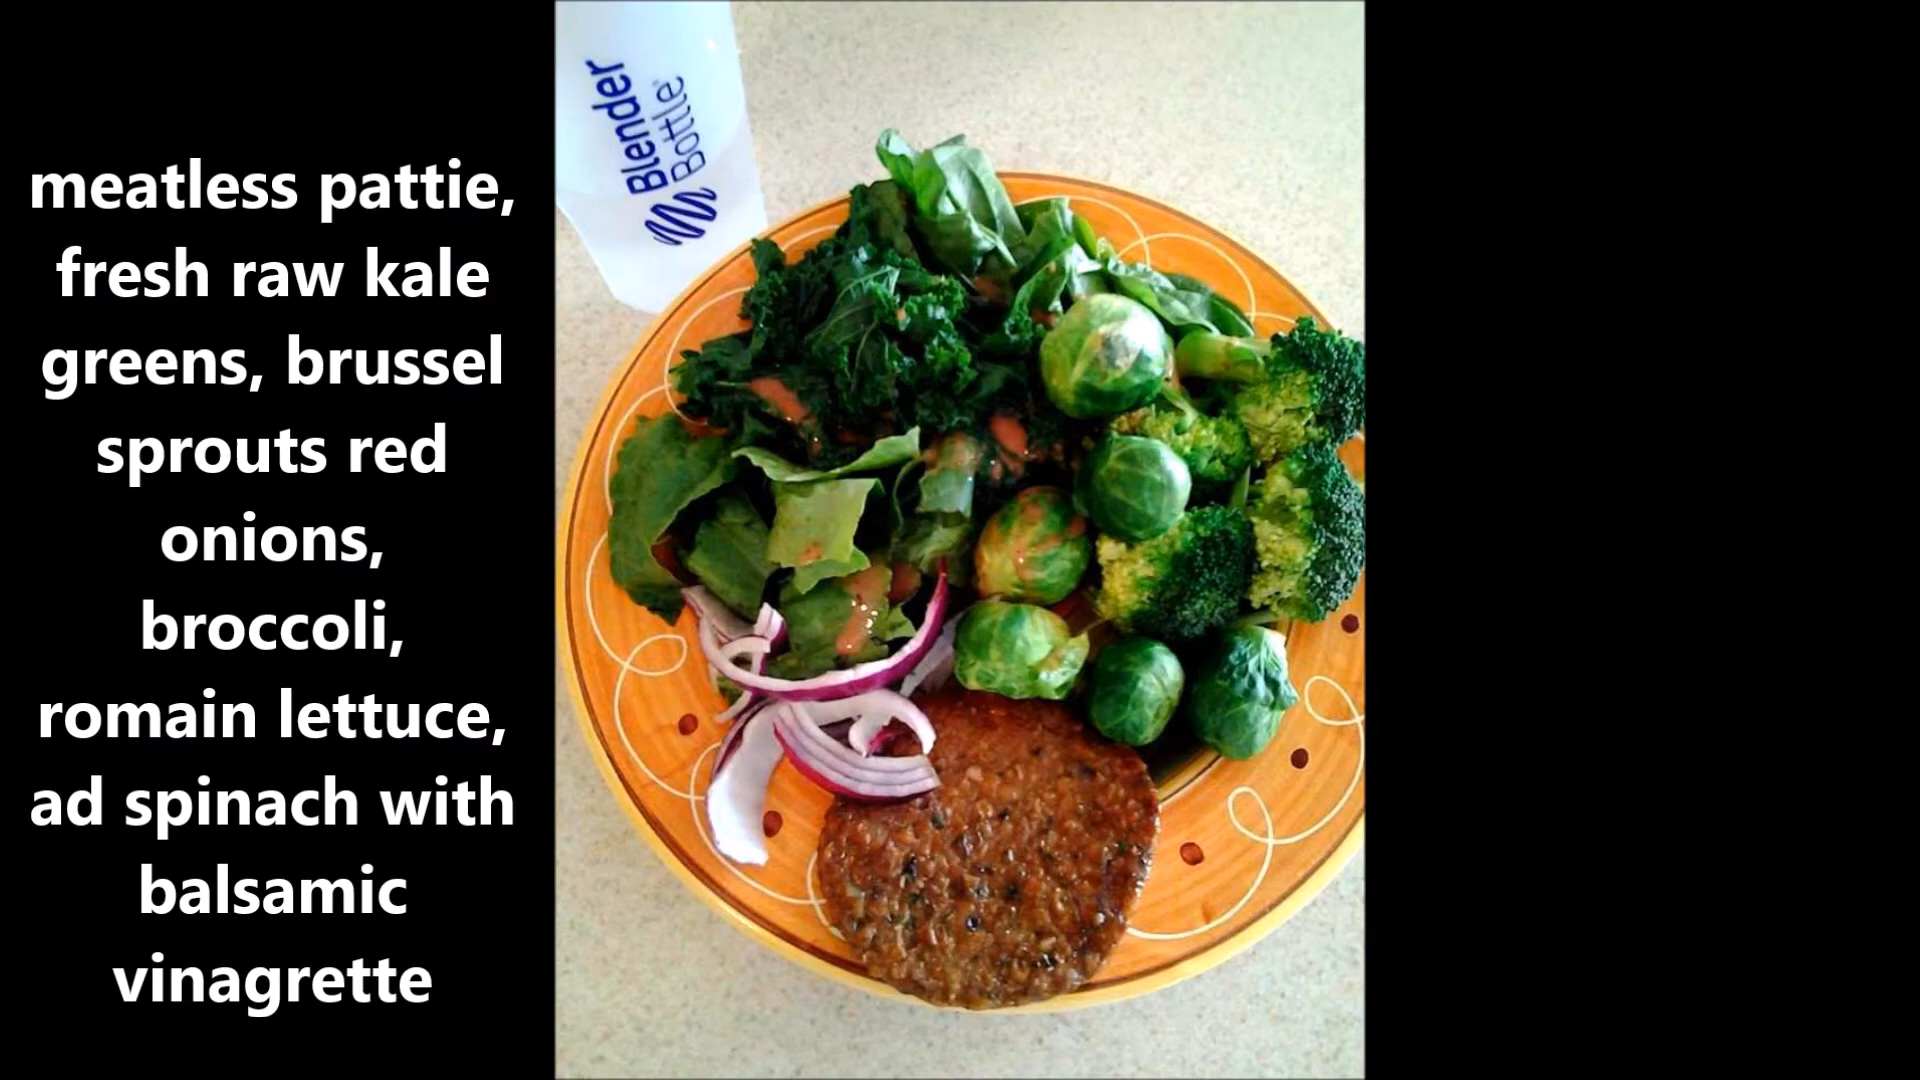 meatless pattie,
fresh raw kale
greens, brussel
sprouts red
onions,
broccoli,
romain lettuce,
ad spinach with
balsamic
vinagrette
Blender
Bottle